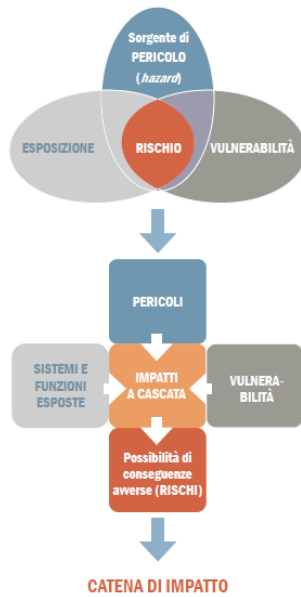 Sorgente di
PERICOLO
(hazard)
ESPOSIZIONE
RISCHIO
VULNERABILITÀ
PERICOLI
SISTEMI E
FUNZIONI
ESPOSTE
IMPATTI
A CASCATA
VULNERA-
BILITÀ
Possibilità di
conseguenze
avverse (RISCHI)
CATENA DI IMPATTO